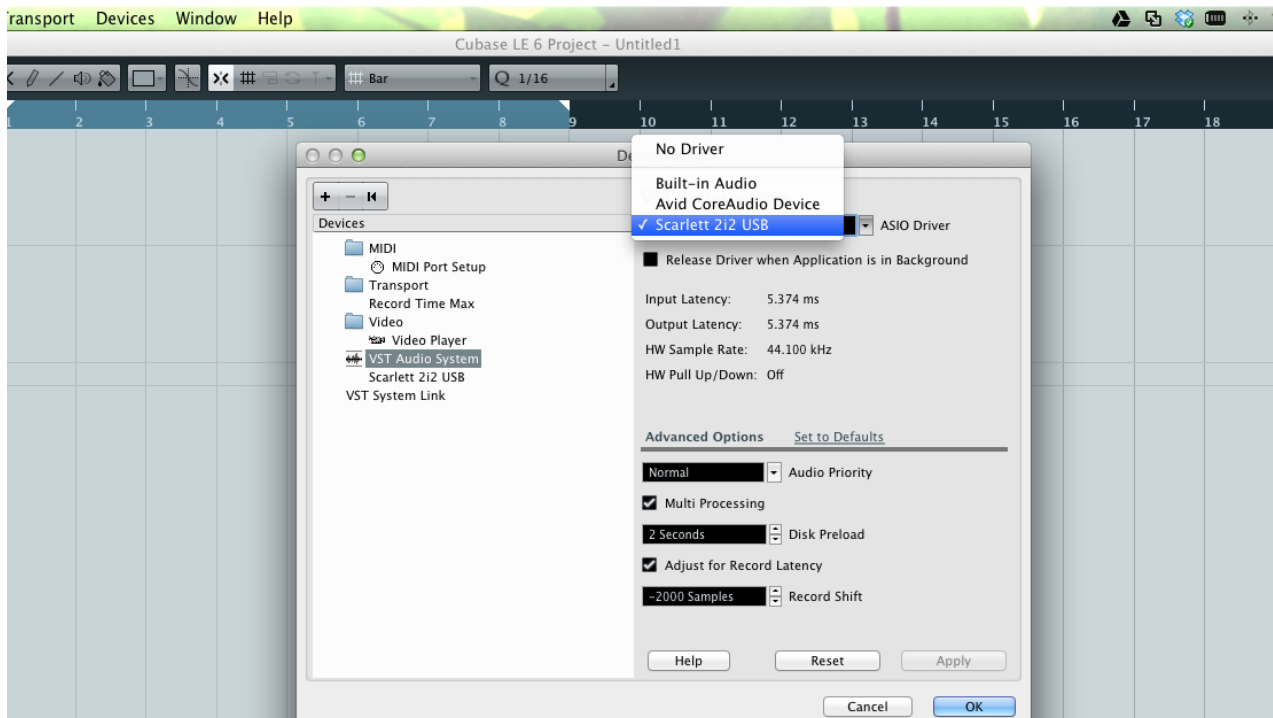 ransport Devices Window Help
Cubase LE 6 Project – Untitled1
Bar Q 1/16
1 2 3 4 5 6 7 8 9 10 11 12 13 14 15 16 17 18
De
No Driver
Built-in Audio
Avid CoreAudio Device
✓ Scarlett 2i2 USB
ASIO Driver
+ –
Devices
MIDI
MIDI Port Setup
Transport
Record Time Max
Video
Video Player
VST Audio System
Scarlett 2i2 USB
VST System Link
Release Driver when Application is in Background
Input Latency: 5.374 ms
Output Latency: 5.374 ms
HW Sample Rate: 44.100 kHz
HW Pull Up/Down: Off
Advanced Options Set to Defaults
Normal Audio Priority
Multi Processing
2 Seconds Disk Preload
Adjust for Record Latency
-2000 Samples Record Shift
Help Reset Apply
Cancel OK